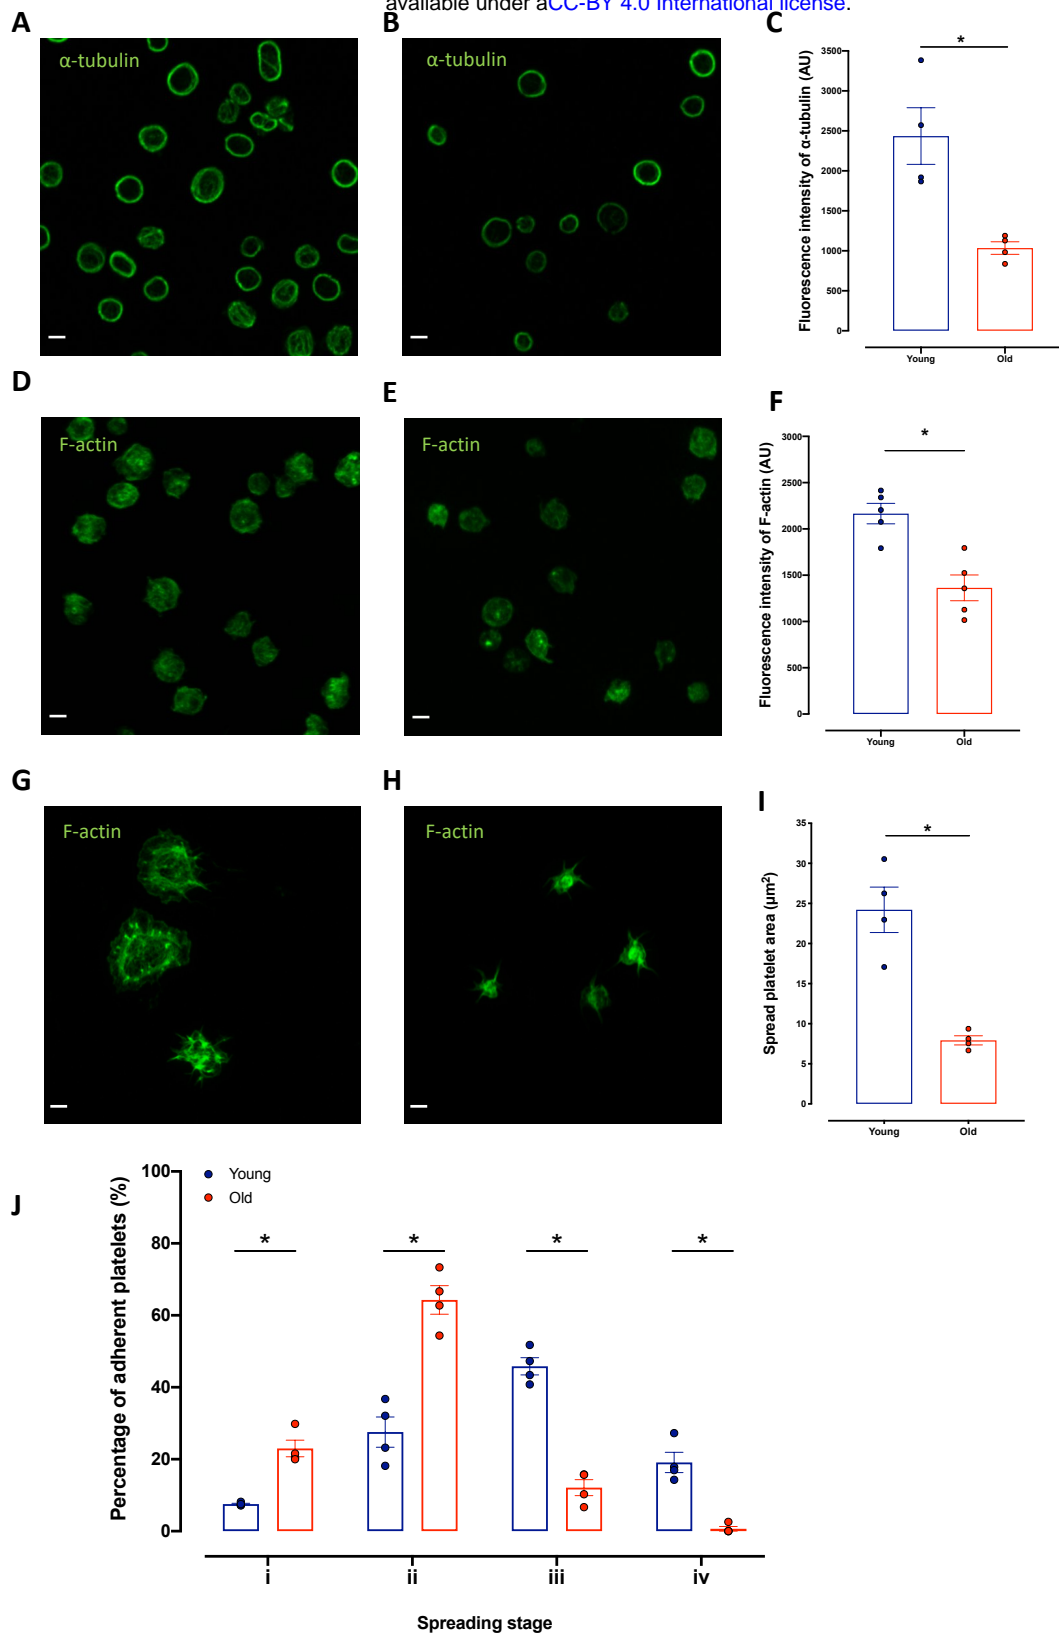 available under aCC-BY 4.0 International license.
A
B
C
α-tubulin
α-tubulin
*
Fluorescence intensity of α-tubulin (AU)
3500
3000
2500
2000
1500
1000
500
0
Young
Old
D
E
F
F-actin
F-actin
*
Fluorescence intensity of F-actin (AU)
3000
2500
2000
1500
1000
500
0
Young
Old
G
H
I
F-actin
F-actin
*
Spread platelet area (µm²)
35
30
25
20
15
10
5
0
Young
Old
J
Young
Old
Percentage of adherent platelets (%)
100
80
60
40
20
0
* * * *
i ii iii iv
Spreading stage